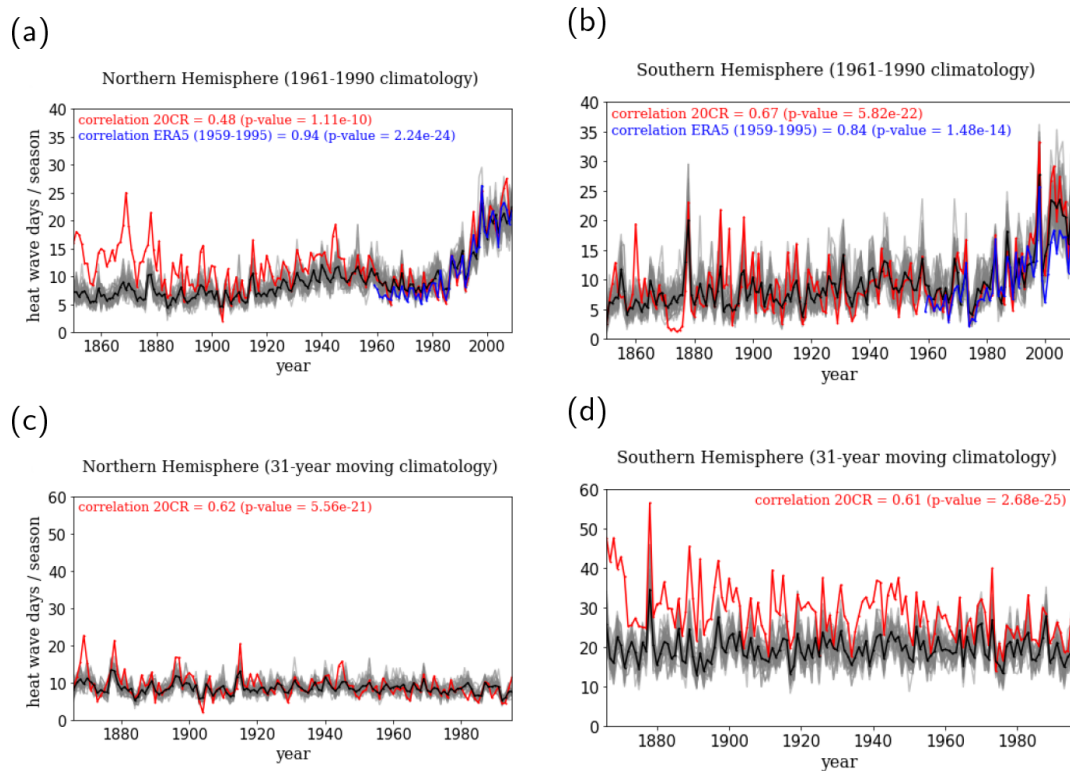 (a)
Northern Hemisphere (1961-1990 climatology)
correlation 20CR = 0.48 (p-value = 1.11e-10)
correlation ERA5 (1959-1995) = 0.94 (p-value = 2.24e-24)
heat wave days / season
40
35
30
25
20
15
10
5
0
1860 1880 1900 1920 1940 1960 1980 2000
year
(b)
Southern Hemisphere (1961-1990 climatology)
correlation 20CR = 0.67 (p-value = 5.82e-22)
correlation ERA5 (1959-1995) = 0.84 (p-value = 1.48e-14)
40
35
30
25
20
15
10
5
0
1860 1880 1900 1920 1940 1960 1980 2000
year
(c)
Northern Hemisphere (31-year moving climatology)
correlation 20CR = 0.62 (p-value = 5.56e-21)
heat wave days / season
60
50
40
30
20
10
0
1880 1900 1920 1940 1960 1980
year
(d)
Southern Hemisphere (31-year moving climatology)
correlation 20CR = 0.61 (p-value = 2.68e-25)
60
50
40
30
20
10
0
1880 1900 1920 1940 1960 1980
year